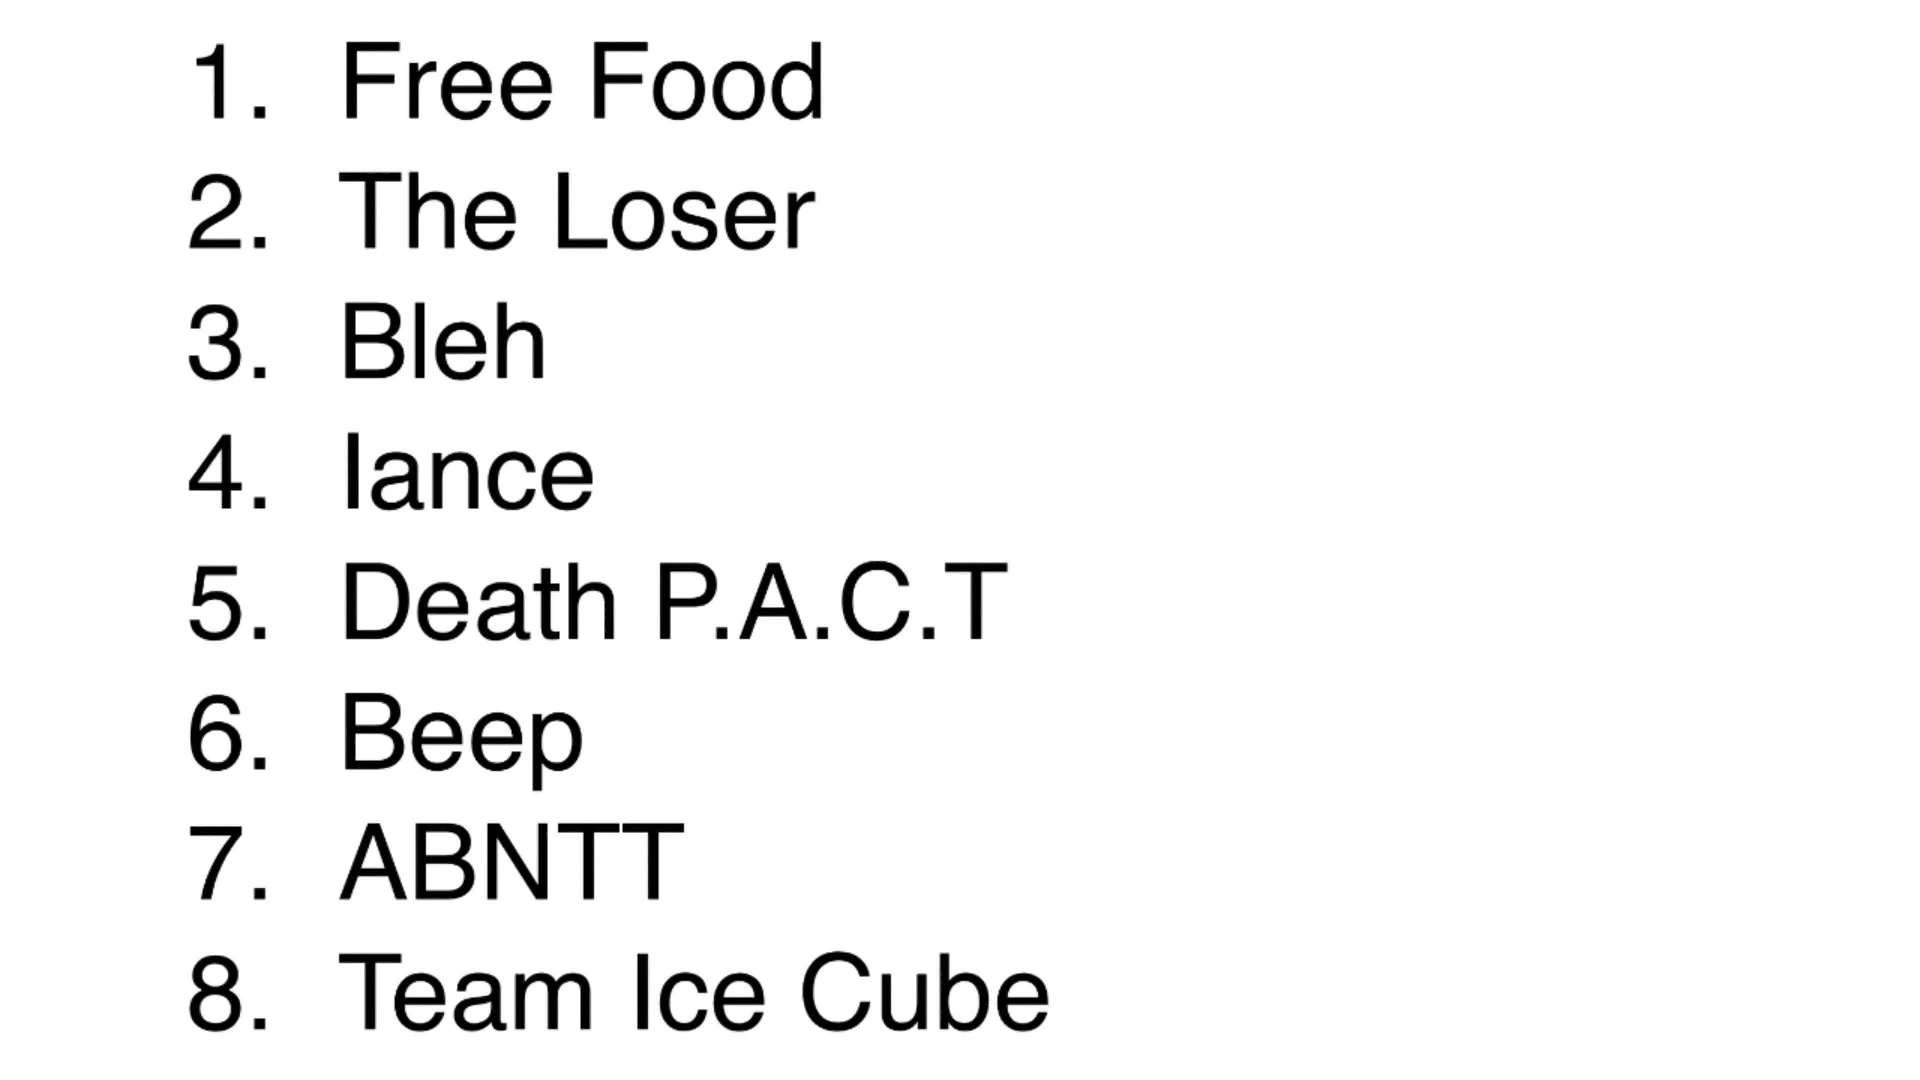 1. Free Food
2. The Loser
3. Bleh
4. Iance
5. Death P.A.C.T
6. Beep
7. ABNTT
8. Team Ice Cube